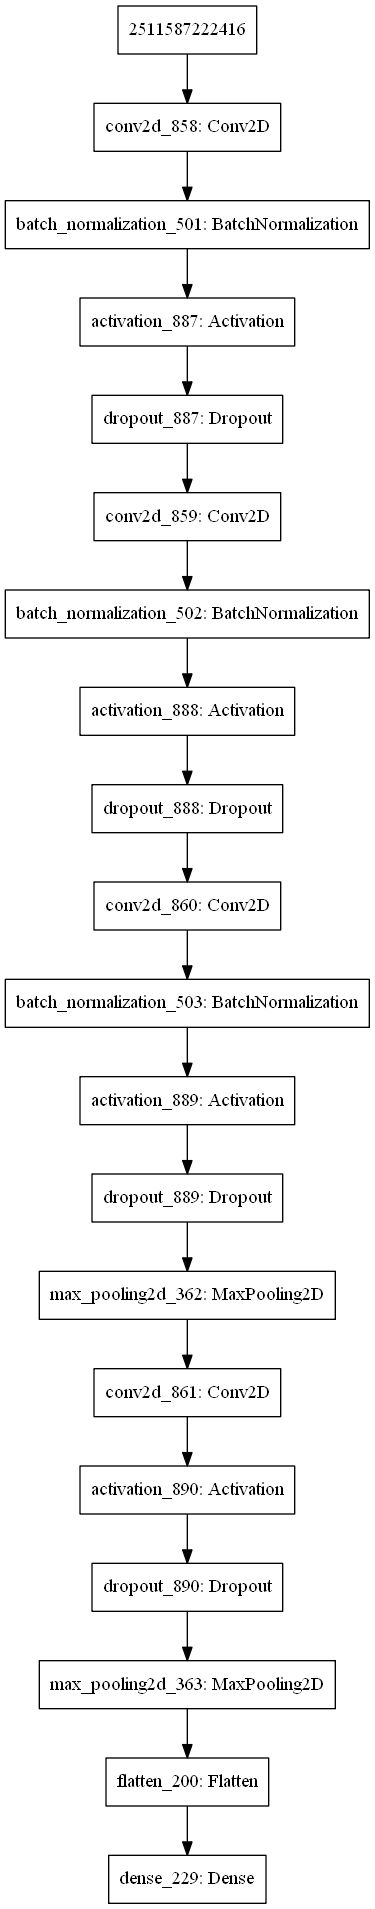 2511587222416
conv2d_858: Conv2D
batch_normalization_501: BatchNormalization
activation_887: Activation
dropout_887: Dropout
conv2d_859: Conv2D
batch_normalization_502: BatchNormalization
activation_888: Activation
dropout_888: Dropout
conv2d_860: Conv2D
batch_normalization_503: BatchNormalization
activation_889: Activation
dropout_889: Dropout
max_pooling2d_362: MaxPooling2D
conv2d_861: Conv2D
activation_890: Activation
dropout_890: Dropout
max_pooling2d_363: MaxPooling2D
flatten_200: Flatten
dense_229: Dense